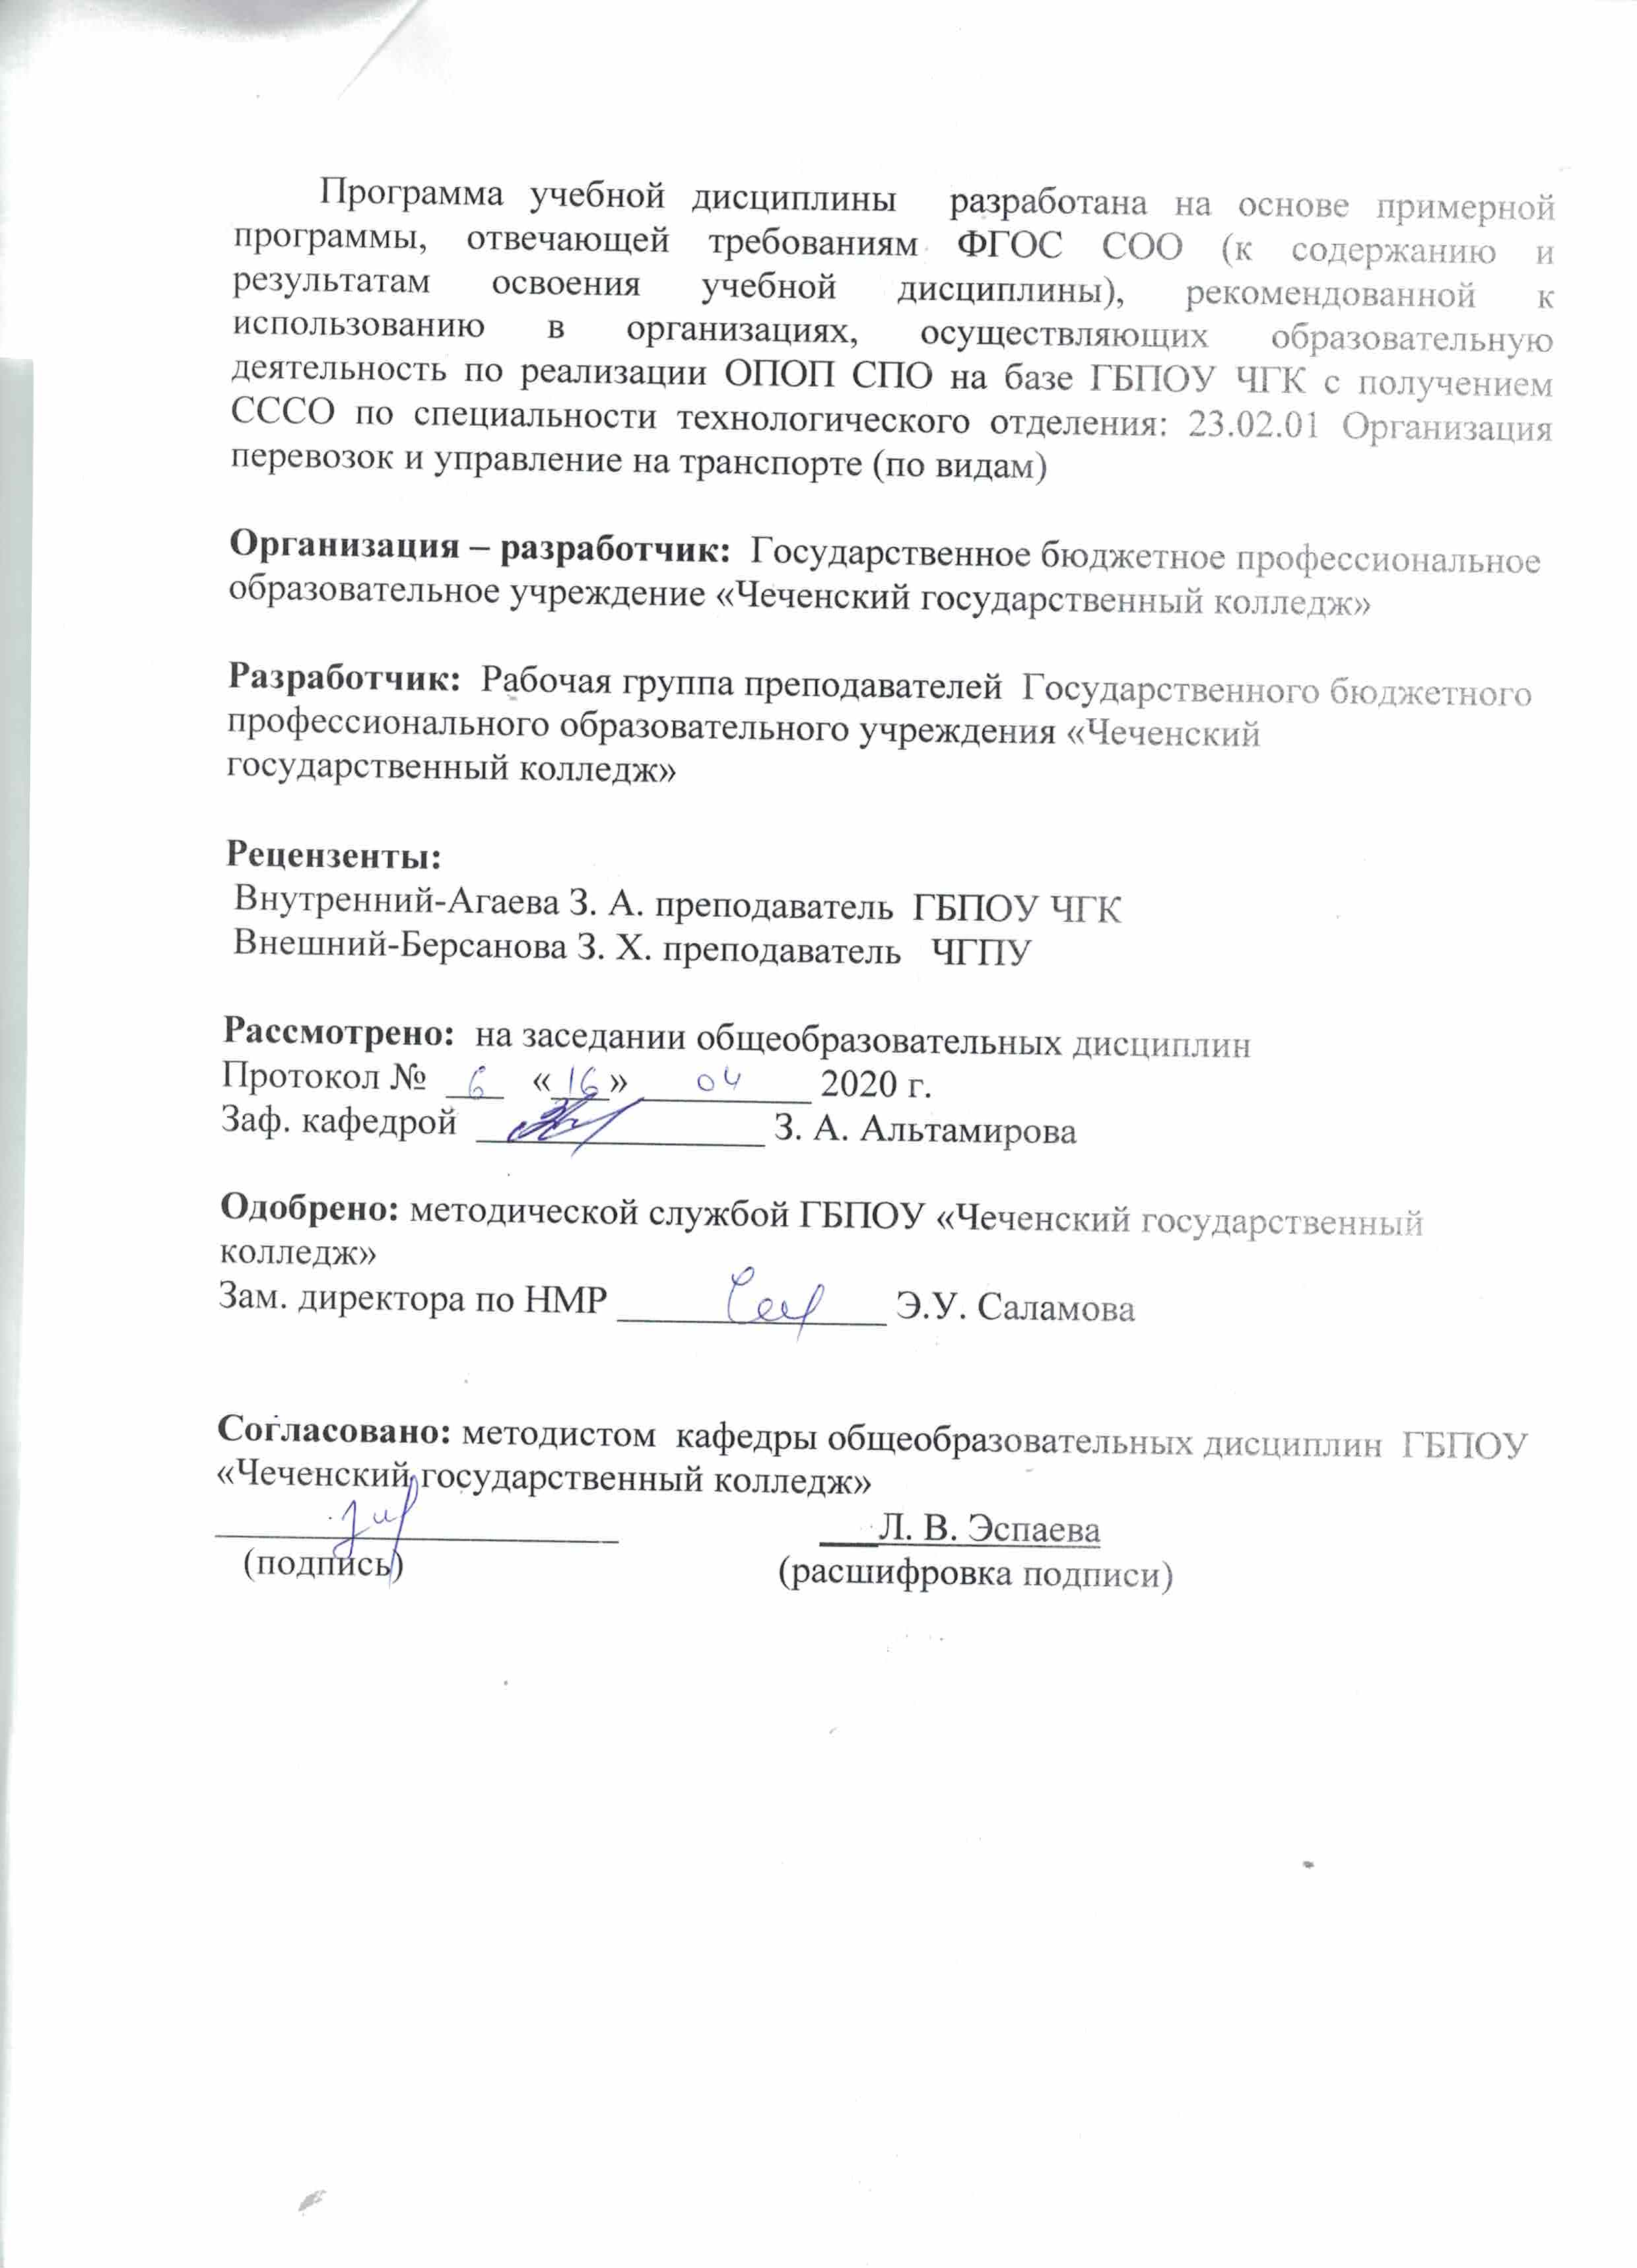 Программа учебной дисциплины разработана на основе примерной
программы, отвечающей требованиям ФГОС СОО (к содержанию и
результатам освоения учебной дисциплины), рекомендованной к
использованию в организациях, осуществляющих образовательную
деятельность по реализации ОПОП СПО на базе ГБПОУ ЧГК с получением
СССО по специальности технологического отделения: 23.02.01 Организация
перевозок и управление на транспорте (по видам)
Организация – разработчик: Государственное бюджетное профессиональное
образовательное учреждение «Чеченский государственный колледж»
Разработчик: Рабочая группа преподавателей Государственного бюджетного
профессионального образовательного учреждения «Чеченский
государственный колледж»
Рецензенты:
Внутренний-Агаева З. А. преподаватель ГБПОУ ЧГК
Внешний-Берсанова З. Х. преподаватель ЧГПУ
Рассмотрено: на заседании общеобразовательных дисциплин
Протокол № 6 «16» 04 2020 г.
Заф. кафедрой ________________ З. А. Альтамирова
Одобрено: методической службой ГБПОУ «Чеченский государственный
колледж»
Зам. директора по НМР _______________ Э.У. Саламова
Согласовано: методистом кафедры общеобразовательных дисциплин ГБПОУ
«Чеченский государственный колледж»
______________________ ___Л. В. Эспаева
(подпись) (расшифровка подписи)